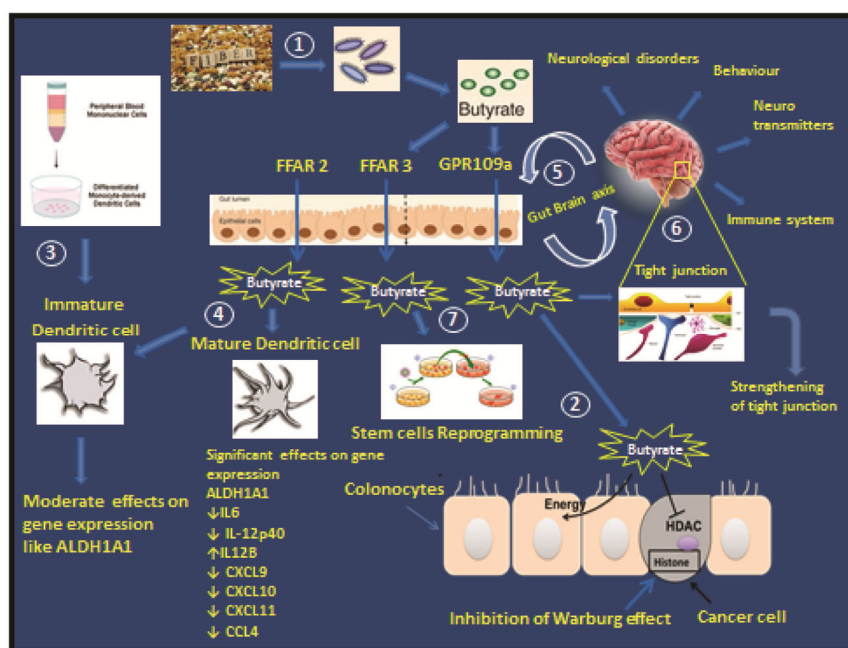 FIBER
1
Butyrate
Neurological disorders
Behaviour
Neuro
transmitters
Immune system
Peripheral Blood
Mononuclear Cells
Differentiated
Monocyte-derived
Dendritic Cells
FFAR 2
FFAR 3
GPR109a
5
Gut Brain axis
6
Gut lumen
Epithelial cells
3
Tight junction
Butyrate
Butyrate
Butyrate
4
7
Immature
Dendritic cell
Mature Dendritic cell
2
Strengthening
of tight junction
Stem cells Reprogramming
Butyrate
Significant effects on gene
expression
ALDH1A1
↓IL6
↓ IL-12p40
↑IL12B
↓ CXCL9
↓ CXCL10
↓ CXCL11
↓ CCL4
Moderate effects on
gene expression
like ALDH1A1
Colonocytes
Energy
HDAC
Histone
Inhibition of Warburg effect
Cancer cell